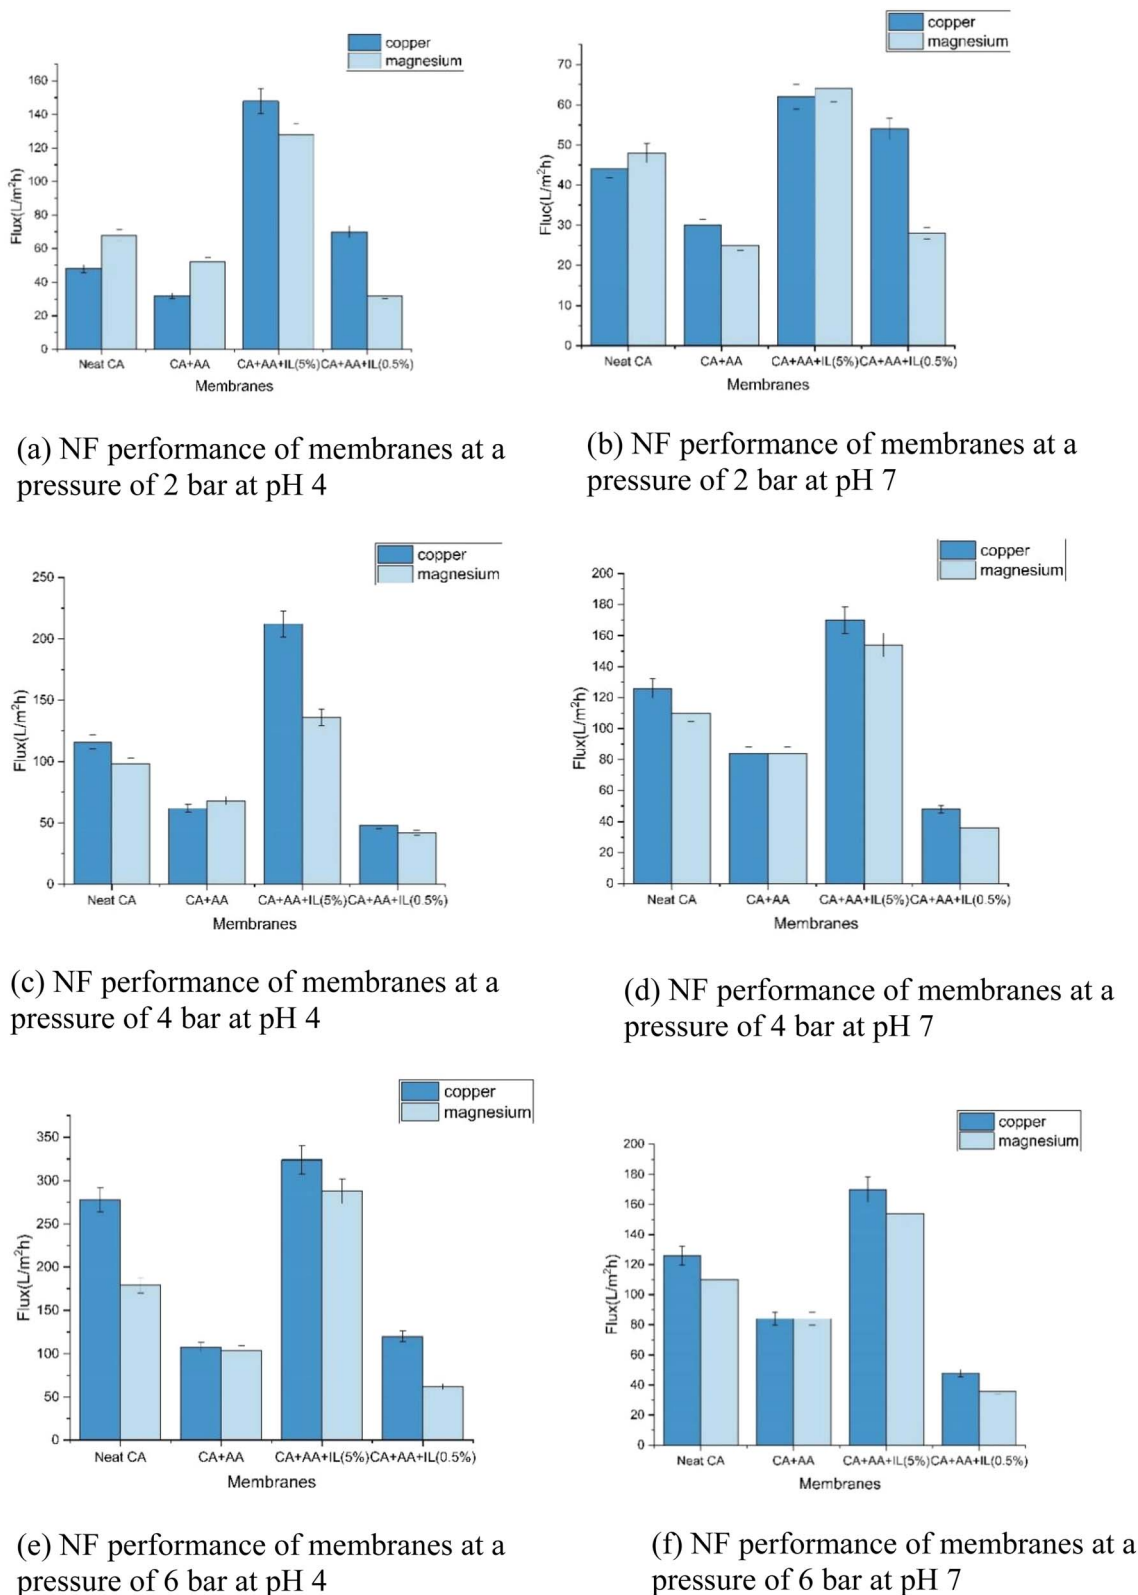 copper
magnesium
160
140
120
100
80
60
40
20
0
Flux(L/m²h)
Neat CA CA+AA CA+AA+IL(5%) CA+AA+IL(0.5%)
Membranes
(a) NF performance of membranes at a
pressure of 2 bar at pH 4
copper
magnesium
70
60
50
40
30
20
10
0
Fluc(L/m²h)
Neat CA CA+AA CA+AA+IL(5%) CA+AA+IL(0.5%)
Membranes
(b) NF performance of membranes at a
pressure of 2 bar at pH 7
copper
magnesium
250
200
150
100
50
0
Flux(L/m²h)
Neat CA CA+AA CA+AA+IL(5%) CA+AA+IL(0.5%)
Membranes
(c) NF performance of membranes at a
pressure of 4 bar at pH 4
copper
magnesium
200
180
160
140
120
100
80
60
40
20
0
Flux(L/m²h)
Neat CA CA+AA CA+AA+IL(5%) CA+AA+IL(0.5%)
Membranes
(d) NF performance of membranes at a
pressure of 4 bar at pH 7
copper
magnesium
350
300
250
200
150
100
50
0
Flux(L/m²h)
Neat CA CA+AA CA+AA+IL(5%) CA+AA+IL(0.5%)
Membranes
(e) NF performance of membranes at a
pressure of 6 bar at pH 4
copper
magnesium
200
180
160
140
120
100
80
60
40
20
0
Flux(L/m²h)
Neat CA CA+AA CA+AA+IL(5%) CA+AA+IL(0.5%)
Membranes
(f) NF performance of membranes at a
pressure of 6 bar at pH 7